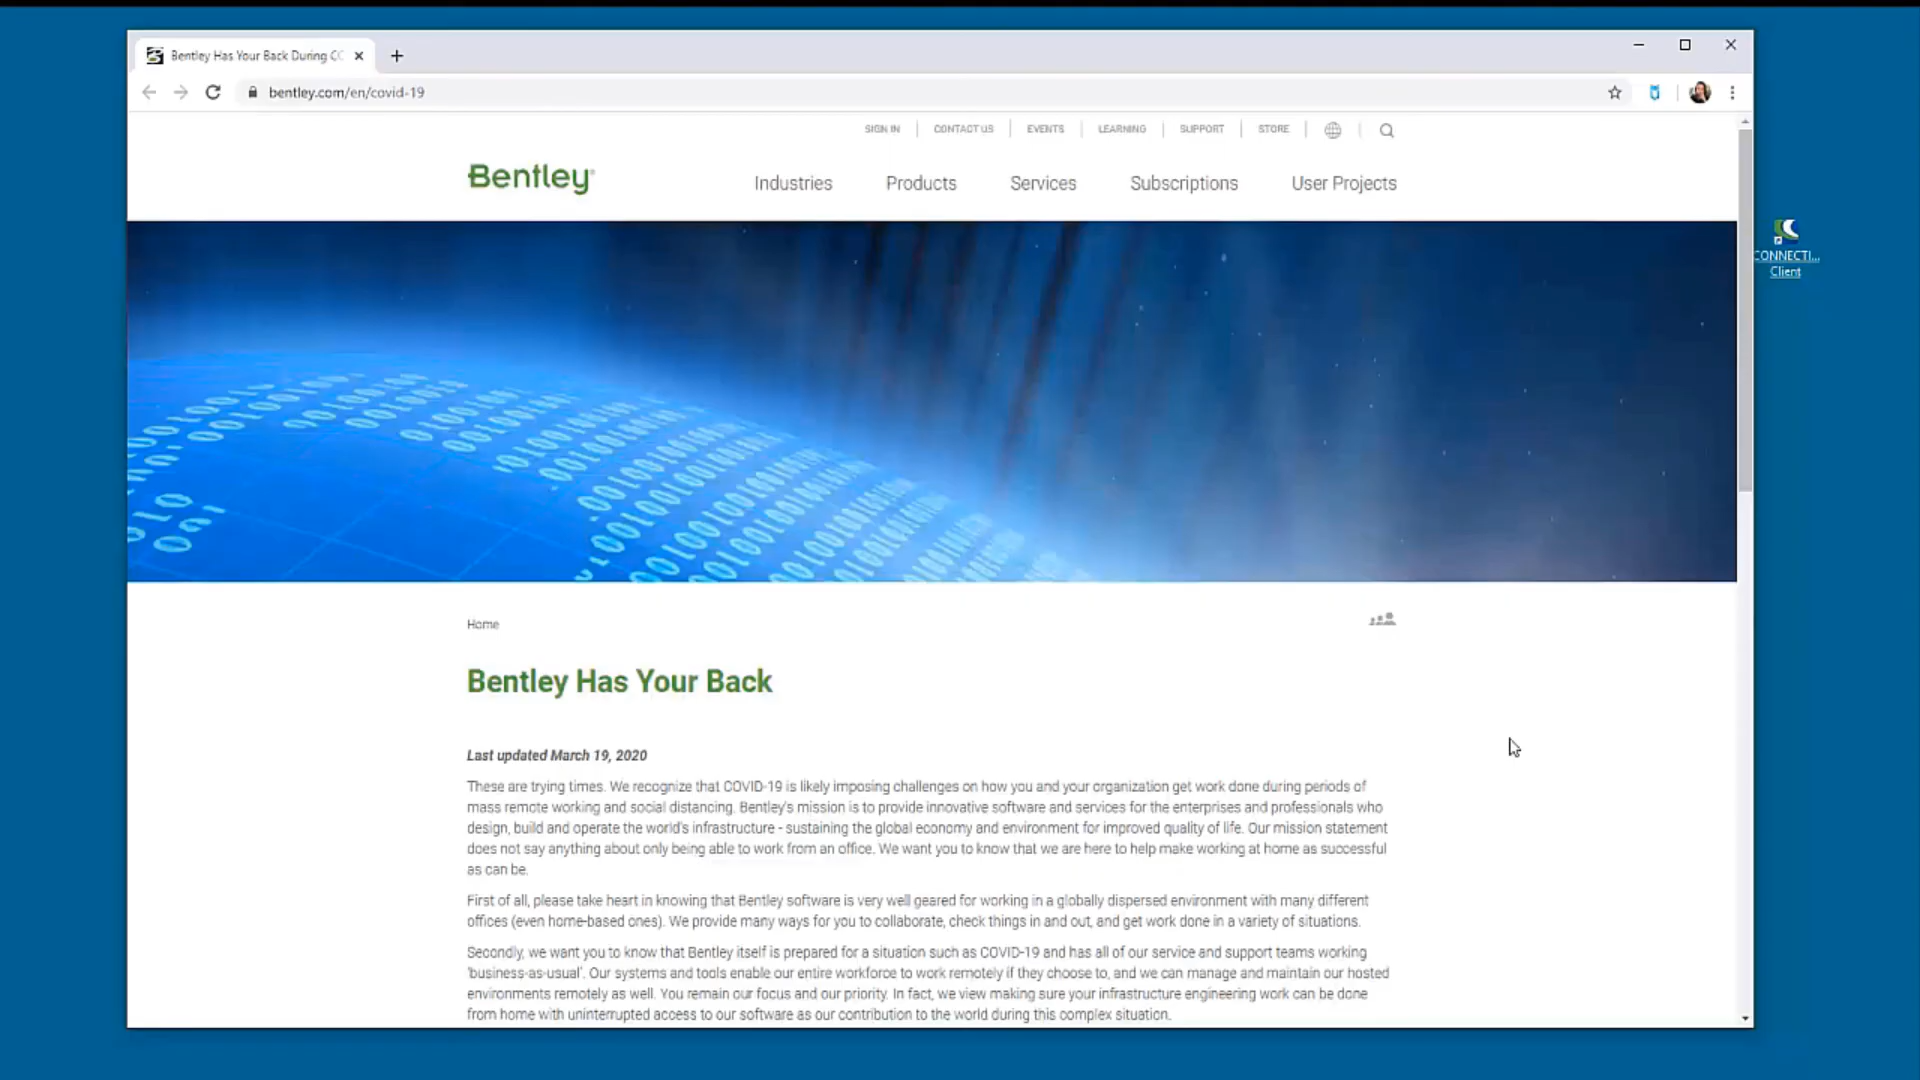 Bentley Has Your Back During CC
bentley.com/en/covid-19
SIGN IN
CONTACT US
EVENTS
LEARNING
SUPPORT
STORE
Bentley®
Industries
Products
Services
Subscriptions
User Projects
CONNECTI...
Client
Home
Bentley Has Your Back
Last updated March 19, 2020
These are trying times. We recognize that COVID-19 is likely imposing challenges on how you and your organization get work done during periods of
mass remote working and social distancing. Bentley's mission is to provide innovative software and services for the enterprises and professionals who
design, build and operate the world's infrastructure - sustaining the global economy and environment for improved quality of life. Our mission statement
does not say anything about only being able to work from an office. We want you to know that we are here to help make working at home as successful
as can be.
First of all, please take heart in knowing that Bentley software is very well geared for working in a globally dispersed environment with many different
offices (even home-based ones). We provide many ways for you to collaborate, check things in and out, and get work done in a variety of situations.
Secondly, we want you to know that Bentley itself is prepared for a situation such as COVID-19 and has all of our service and support teams working
'business-as-usual'. Our systems and tools enable our entire workforce to work remotely if they choose to, and we can manage and maintain our hosted
environments remotely as well. You remain our focus and our priority. In fact, we view making sure your infrastructure engineering work can be done
from home with uninterrupted access to our software as our contribution to the world during this complex situation.